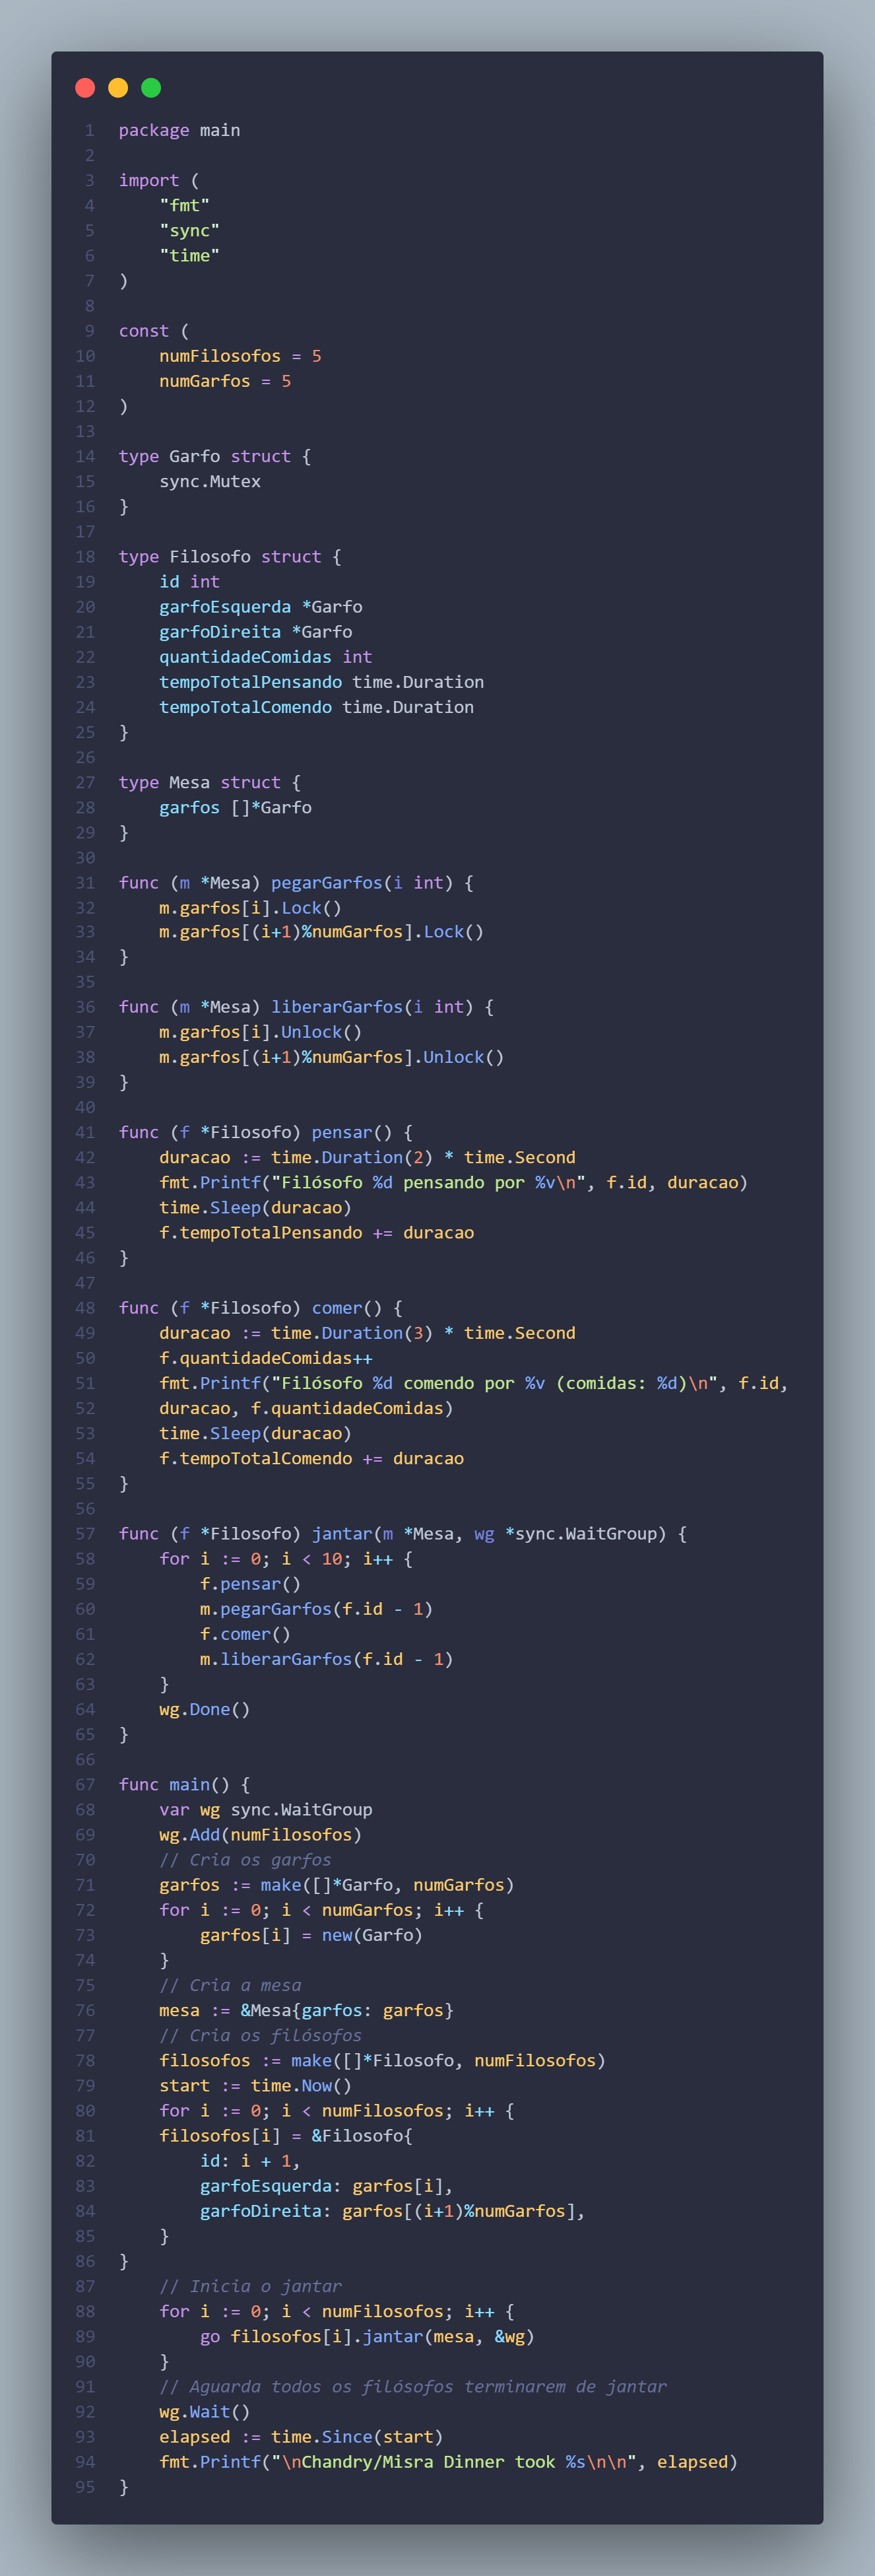 1 package main
2
3 import (
4     "fmt"
5     "sync"
6     "time"
7 )
8
9 const (
10     numFilosofos = 5
11     numGarfos = 5
12 )
13
14 type Garfo struct {
15     sync.Mutex
16 }
17
18 type Filosofo struct {
19     id int
20     garfoEsquerda *Garfo
21     garfoDireita *Garfo
22     quantidadeComidas int
23     tempoTotalPensando time.Duration
24     tempoTotalComendo time.Duration
25 }
26
27 type Mesa struct {
28     garfos []*Garfo
29 }
30
31 func (m *Mesa) pegarGarfos(i int) {
32     m.garfos[i].Lock()
33     m.garfos[(i+1)%numGarfos].Lock()
34 }
35
36 func (m *Mesa) liberarGarfos(i int) {
37     m.garfos[i].Unlock()
38     m.garfos[(i+1)%numGarfos].Unlock()
39 }
40
41 func (f *Filosofo) pensar() {
42     duracao := time.Duration(2) * time.Second
43     fmt.Printf("Filósofo %d pensando por %v\n", f.id, duracao)
44     time.Sleep(duracao)
45     f.tempoTotalPensando += duracao
46 }
47
48 func (f *Filosofo) comer() {
49     duracao := time.Duration(3) * time.Second
50     f.quantidadeComidas++
51     fmt.Printf("Filósofo %d comendo por %v (comidas: %d)\n", f.id,
52     duracao, f.quantidadeComidas)
53     time.Sleep(duracao)
54     f.tempoTotalComendo += duracao
55 }
56
57 func (f *Filosofo) jantar(m *Mesa, wg *sync.WaitGroup) {
58     for i := 0; i < 10; i++ {
59         f.pensar()
60         m.pegarGarfos(f.id - 1)
61         f.comer()
62         m.liberarGarfos(f.id - 1)
63     }
64     wg.Done()
65 }
66
67 func main() {
68     var wg sync.WaitGroup
69     wg.Add(numFilosofos)
70     // Cria os garfos
71     garfos := make([]*Garfo, numGarfos)
72     for i := 0; i < numGarfos; i++ {
73         garfos[i] = new(Garfo)
74     }
75     // Cria a mesa
76     mesa := &Mesa{garfos: garfos}
77     // Cria os filósofos
78     filosofos := make([]*Filosofo, numFilosofos)
79     start := time.Now()
80     for i := 0; i < numFilosofos; i++ {
81     filosofos[i] = &Filosofo{
82         id: i + 1,
83         garfoEsquerda: garfos[i],
84         garfoDireita: garfos[(i+1)%numGarfos],
85     }
86 }
87     // Inicia o jantar
88     for i := 0; i < numFilosofos; i++ {
89         go filosofos[i].jantar(mesa, &wg)
90     }
91     // Aguarda todos os filósofos terminarem de jantar
92     wg.Wait()
93     elapsed := time.Since(start)
94     fmt.Printf("\nChandry/Misra Dinner took %s\n\n", elapsed)
95 }